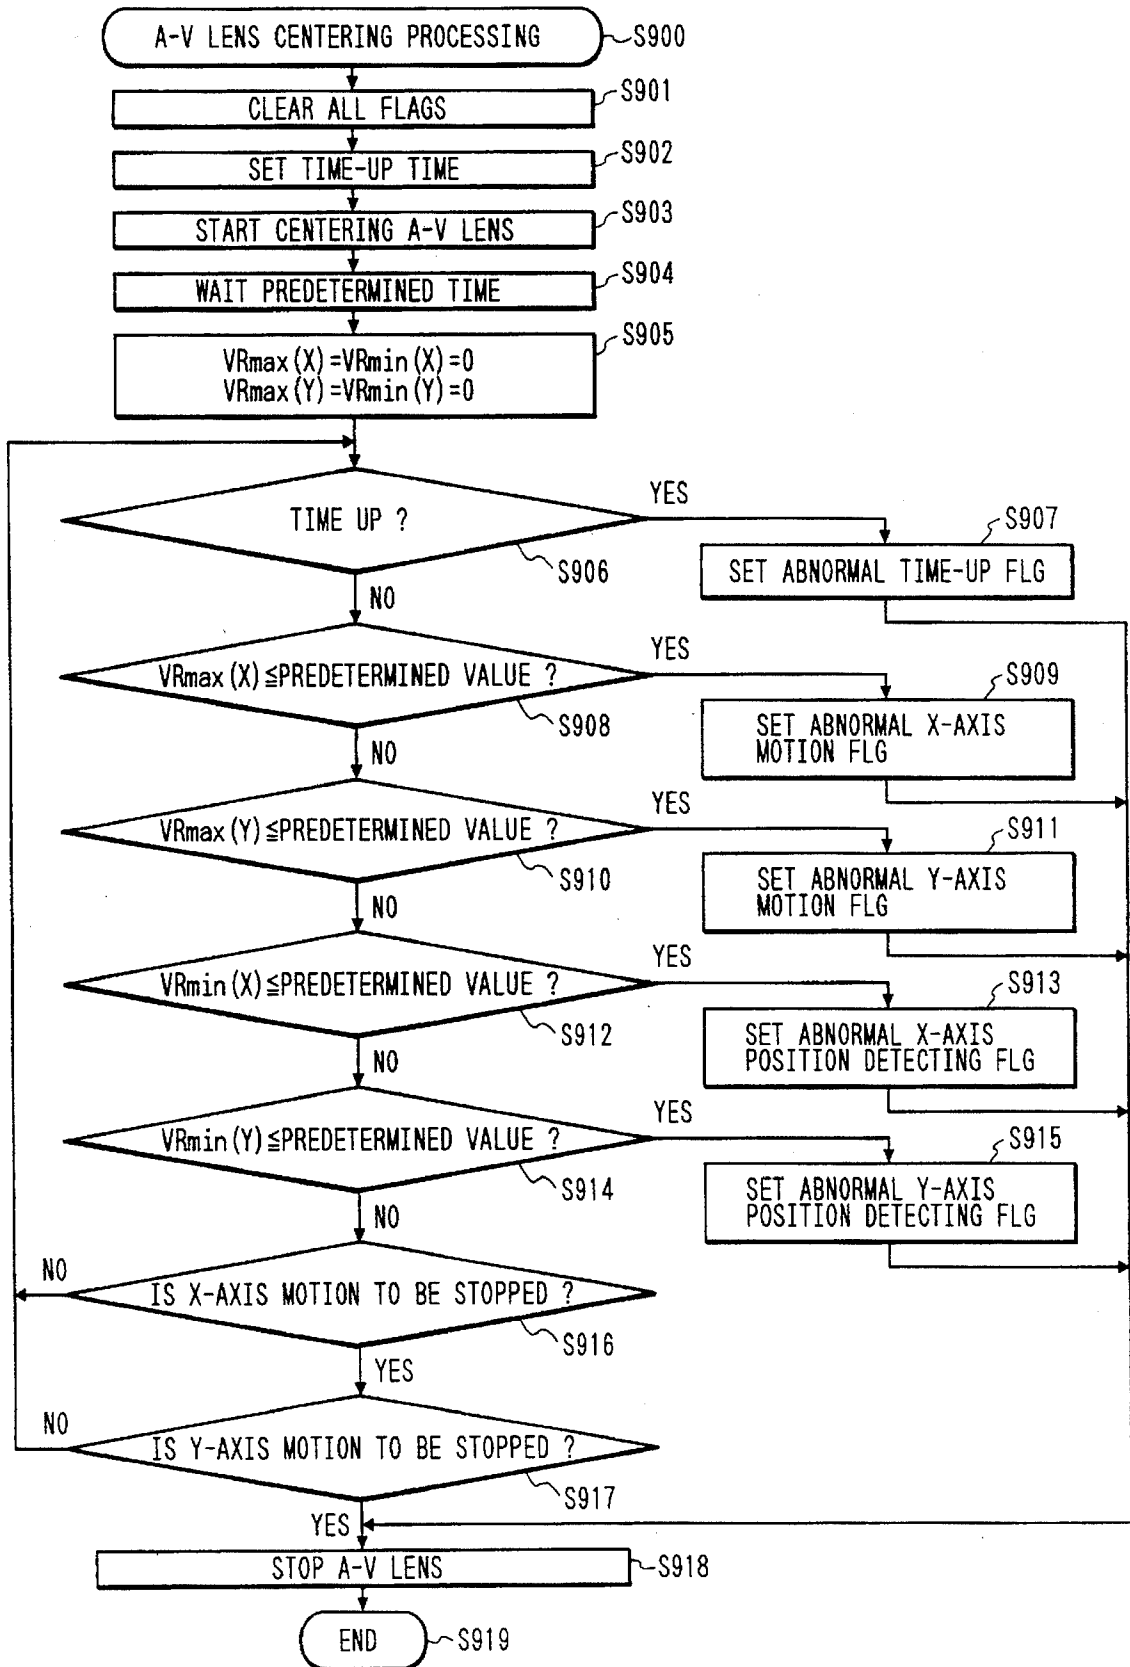 A-V LENS CENTERING PROCESSING
S900
CLEAR ALL FLAGS
S901
SET TIME-UP TIME
S902
START CENTERING A-V LENS
S903
WAIT PREDETERMINED TIME
S904
VRmax(X)=VRmin(X)=0
VRmax(Y)=VRmin(Y)=0
S905
TIME UP ?
S906
YES
NO
SET ABNORMAL TIME-UP FLG
S907
VRmax(X)≦PREDETERMINED VALUE ?
S908
YES
NO
SET ABNORMAL X-AXIS
MOTION FLG
S909
VRmax(Y)≦PREDETERMINED VALUE ?
S910
YES
NO
SET ABNORMAL Y-AXIS
MOTION FLG
S911
VRmin(X)≦PREDETERMINED VALUE ?
S912
YES
NO
SET ABNORMAL X-AXIS
POSITION DETECTING FLG
S913
VRmin(Y)≦PREDETERMINED VALUE ?
S914
YES
NO
SET ABNORMAL Y-AXIS
POSITION DETECTING FLG
S915
IS X-AXIS MOTION TO BE STOPPED ?
S916
NO
YES
IS Y-AXIS MOTION TO BE STOPPED ?
S917
NO
YES
STOP A-V LENS
S918
END
S919